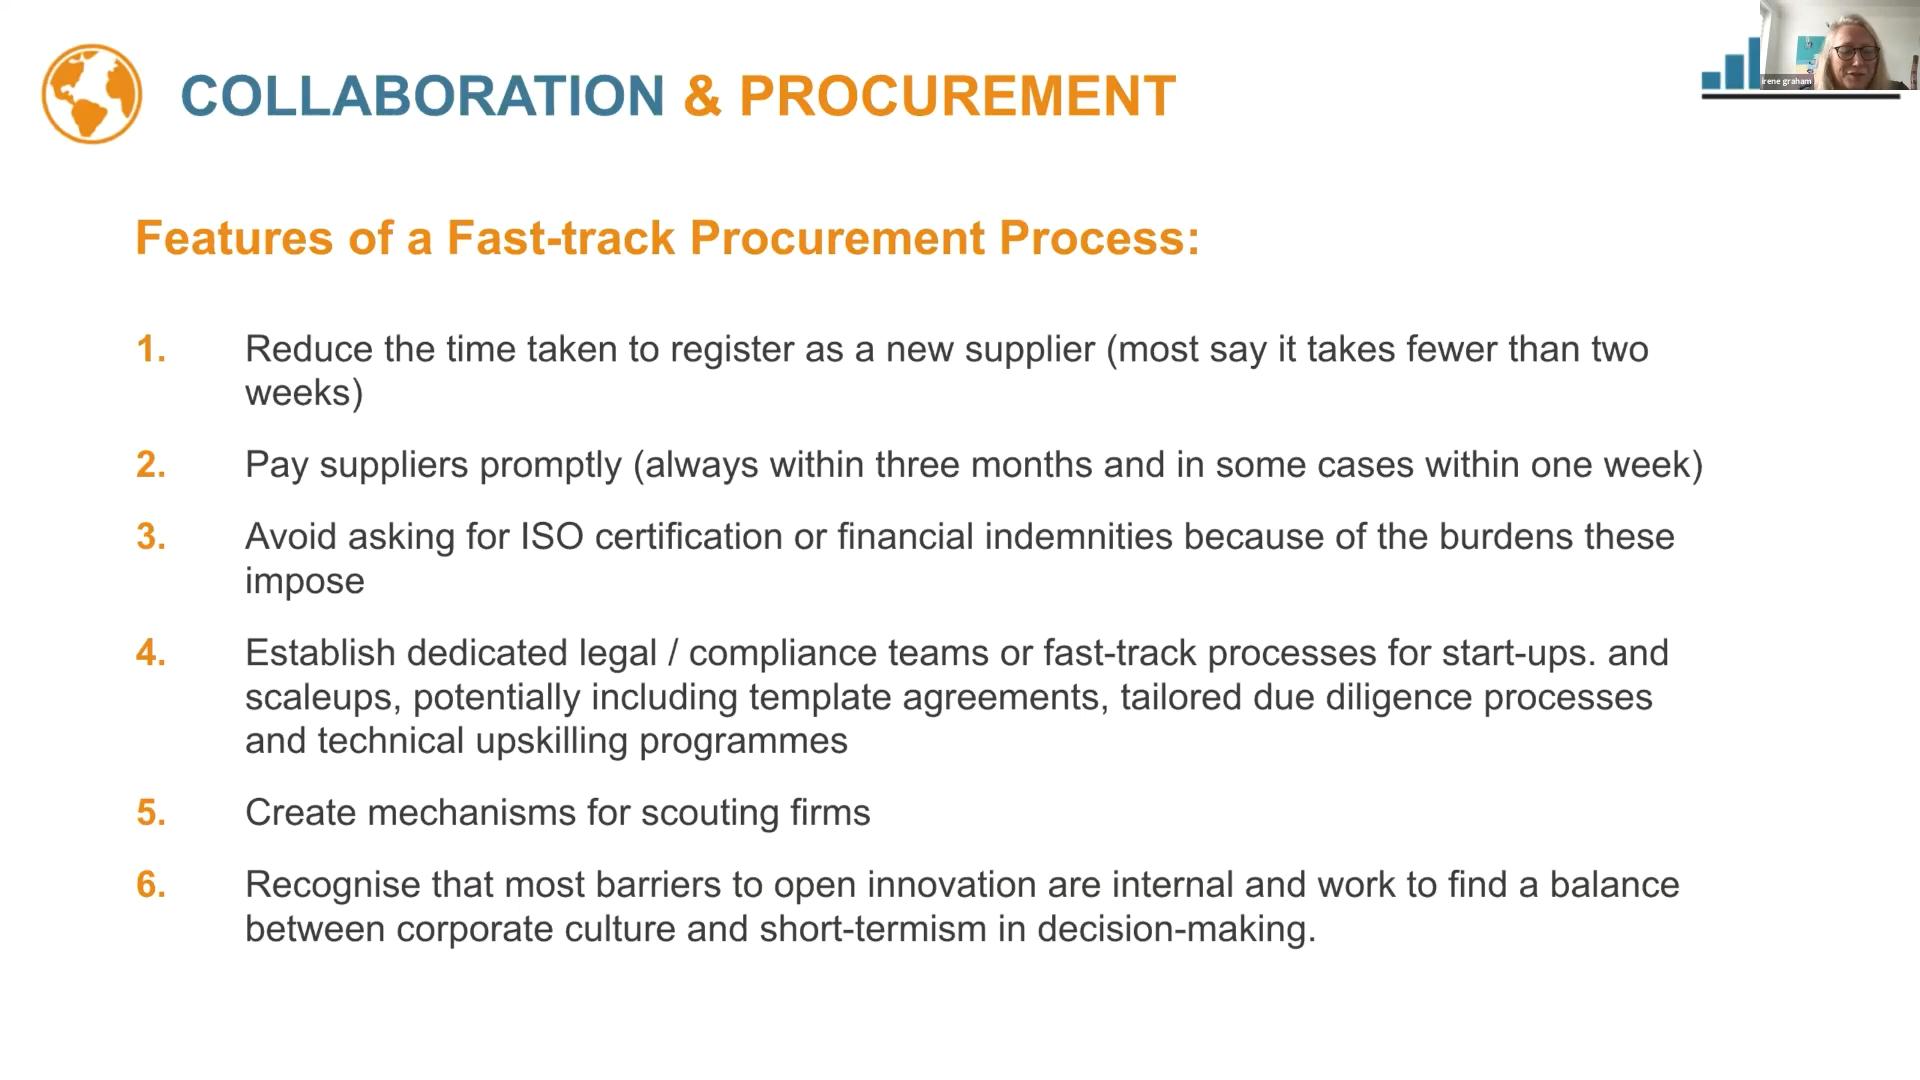 COLLABORATION & PROCUREMENT
irene graham
Features of a Fast-track Procurement Process:
1. Reduce the time taken to register as a new supplier (most say it takes fewer than two
weeks)
2. Pay suppliers promptly (always within three months and in some cases within one week)
3. Avoid asking for ISO certification or financial indemnities because of the burdens these
impose
4. Establish dedicated legal / compliance teams or fast-track processes for start-ups. and
scaleups, potentially including template agreements, tailored due diligence processes
and technical upskilling programmes
5. Create mechanisms for scouting firms
6. Recognise that most barriers to open innovation are internal and work to find a balance
between corporate culture and short-termism in decision-making.